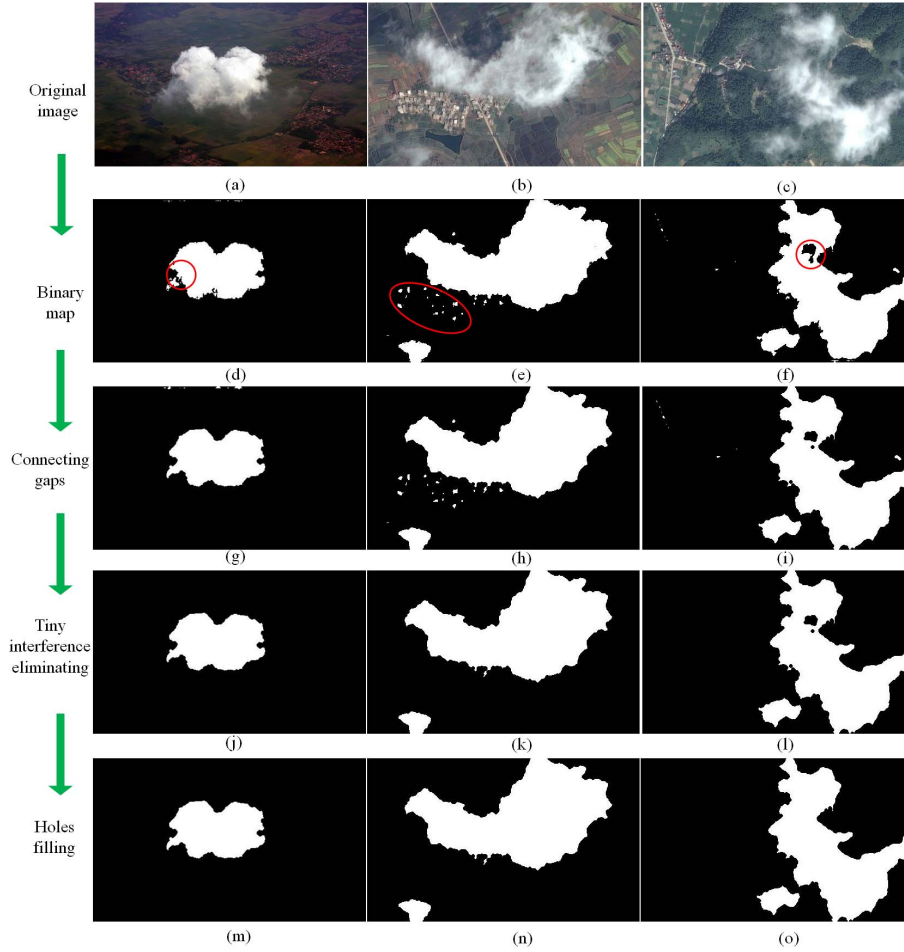 Original
image
(a)
(b)
(c)
Binary
map
(d)
(e)
(f)
Connecting
gaps
(g)
(h)
(i)
Tiny
interference
eliminating
(j)
(k)
(l)
Holes
filling
(m)
(n)
(o)